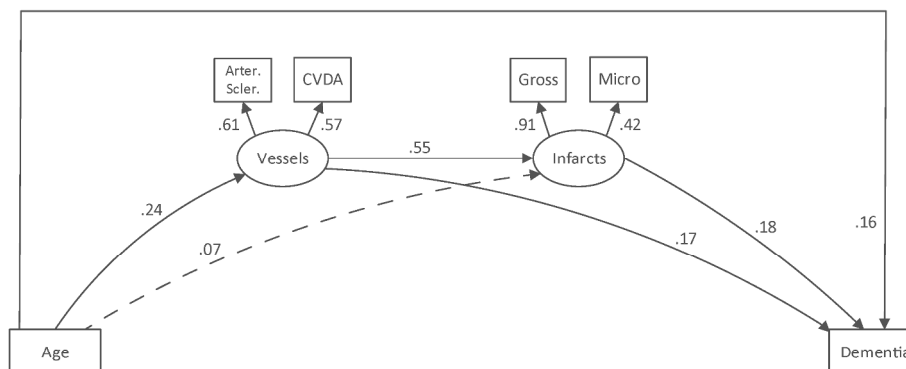 Arter.
Scler.
CVDA
Gross
Micro
.61
.57
.91
.42
Vessels
.55
Infarcts
.24
.07
.17
.18
.16
Age
Dementia